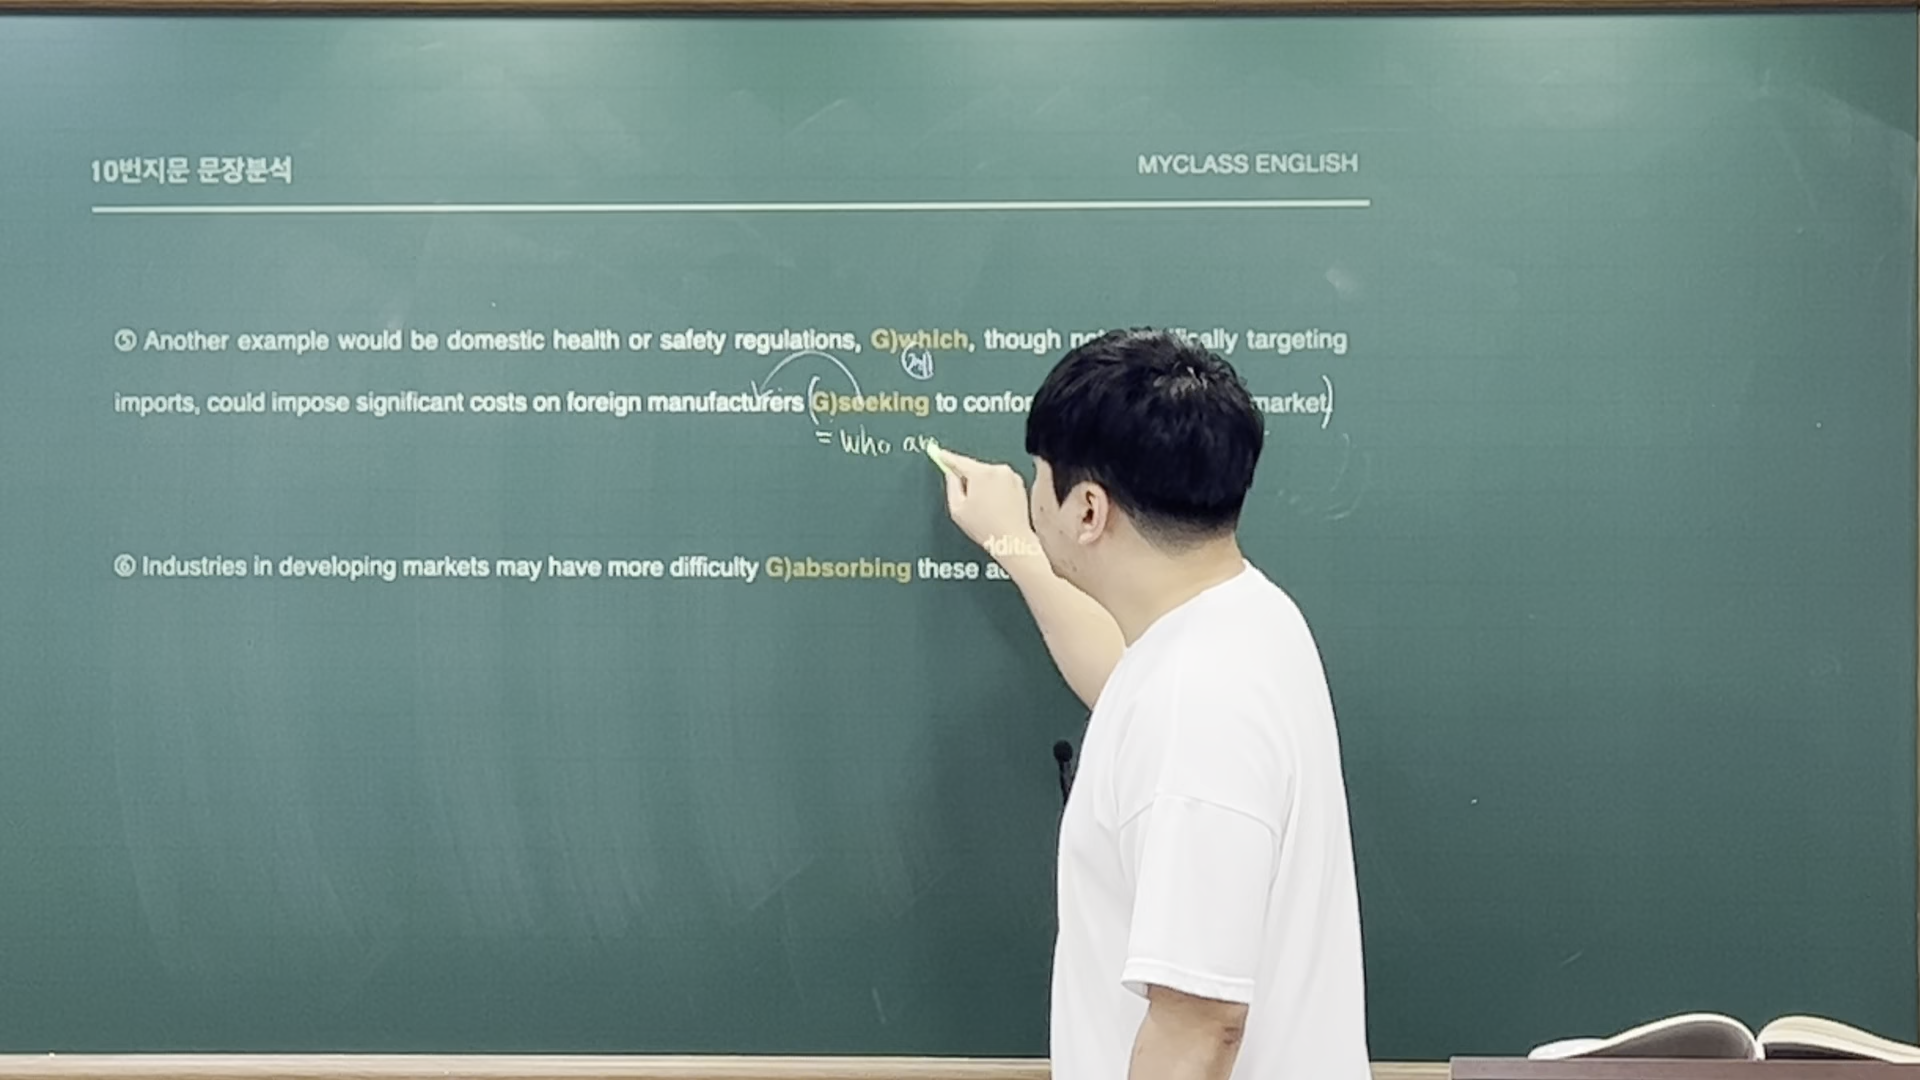 10번지문 문장분석
MYCLASS ENGLISH
⑤ Another example would be domestic health or safety regulations, G)which, though targeting
계
imports, could impose significant costs on foreign manufacturers (G)seeking to market)
= who are
⑥ Industries in developing markets may have more difficulty G)absorbing these